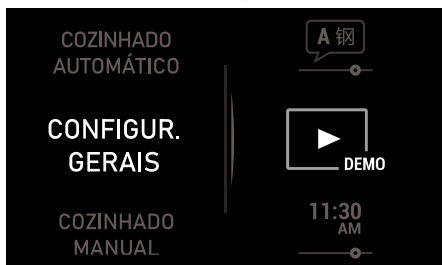 COZINHADO
AUTOMÁTICO
CONFIGUR.
GERAIS
COZINHADO
MANUAL
A 钢
DEMO
11:30
AM